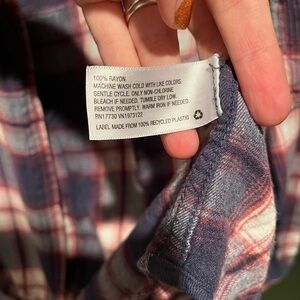 100% RAYON
MACHINE WASH COLD WITH LIKE COLORS.
GENTLE CYCLE. ONLY NON-CHLORINE
BLEACH IF NEEDED. TUMBLE DRY LOW.
REMOVE PROMPTLY. WARM IRON IF NEEDED.
RN17730 VN1973122
LABEL MADE FROM 100% RECYCLED PLASTIC